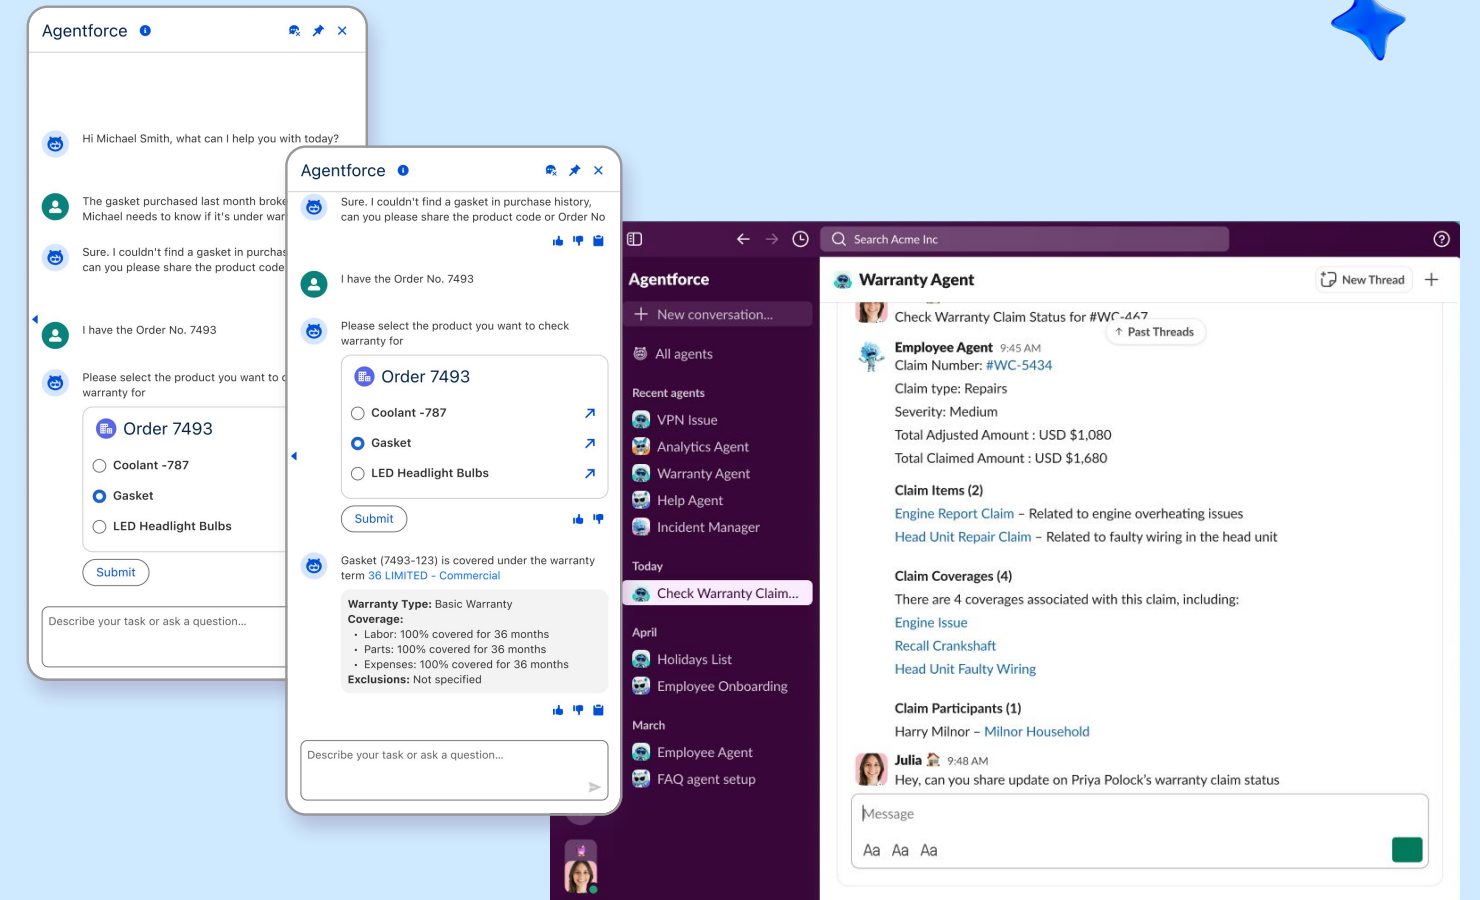 Agentforce
Hi Michael Smith, what can I help you with today?
The gasket purchased last month broke
Michael needs to know if it's under war
Sure. I couldn't find a gasket in purchas
can you please share the product code
I have the Order No. 7493
Please select the product you want to c
warranty for
Order 7493
Coolant -787
Gasket
LED Headlight Bulbs
Submit
Describe your task or ask a question...
Agentforce
Sure. I couldn't find a gasket in purchase history,
can you please share the product code or Order No
I have the Order No. 7493
Please select the product you want to check
warranty for
Order 7493
Coolant -787
Gasket
LED Headlight Bulbs
Submit
Gasket (7493-123) is covered under the warranty
term 36 LIMITED - Commercial
Warranty Type: Basic Warranty
Coverage:
• Labor: 100% covered for 36 months
• Parts: 100% covered for 36 months
• Expenses: 100% covered for 36 months
Exclusions: Not specified
Describe your task or ask a question...
Search Acme Inc
Agentforce
New conversation...
All agents
Recent agents
VPN Issue
Analytics Agent
Warranty Agent
Help Agent
Incident Manager
Today
Check Warranty Claim...
April
Holidays List
Employee Onboarding
March
Employee Agent
FAQ agent setup
Warranty Agent
New Thread
Check Warranty Claim Status for #WC-467
↑ Past Threads
Employee Agent 9:45 AM
Claim Number: #WC-5434
Claim type: Repairs
Severity: Medium
Total Adjusted Amount : USD $1,080
Total Claimed Amount : USD $1,680
Claim Items (2)
Engine Report Claim – Related to engine overheating issues
Head Unit Repair Claim – Related to faulty wiring in the head unit
Claim Coverages (4)
There are 4 coverages associated with this claim, including:
Engine Issue
Recall Crankshaft
Head Unit Faulty Wiring
Claim Participants (1)
Harry Milnor – Milnor Household
Julia 9:48 AM
Hey, can you share update on Priya Polock's warranty claim status
Message
Aa Aa Aa